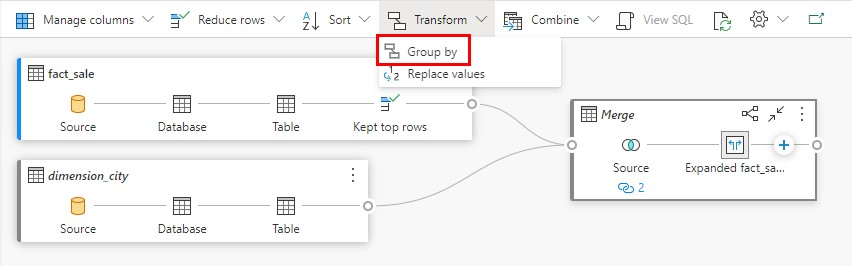 Manage columns Reduce rows Sort Transform Combine View SQL
Group by
Replace values
fact_sale
Source Database Table Kept top rows
Merge
Source Expanded fact_sa...
2
dimension_city
Source Database Table